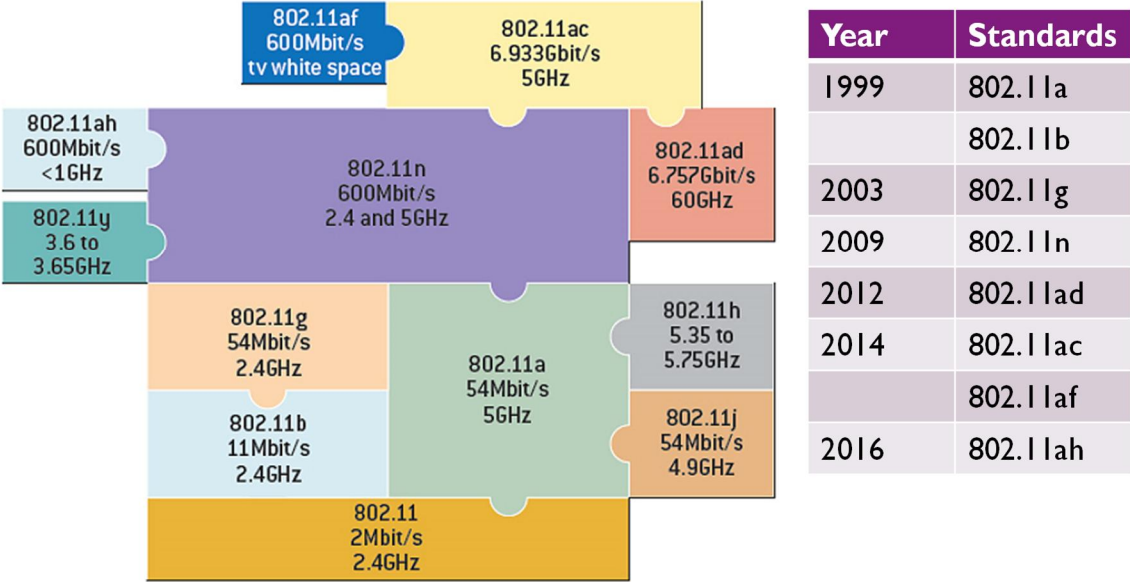 802.11af
600Mbit/s
tv white space
802.11ac
6.933Gbit/s
5GHz
802.11ah
600Mbit/s
<1GHz
802.11n
600Mbit/s
2.4 and 5GHz
802.11ad
6.757Gbit/s
60GHz
802.11y
3.6 to
3.65GHz
802.11g
54Mbit/s
2.4GHz
802.11a
54Mbit/s
5GHz
802.11h
5.35 to
5.75GHz
802.11b
11Mbit/s
2.4GHz
802.11j
54Mbit/s
4.9GHz
802.11
2Mbit/s
2.4GHz
Year Standards
1999 802.11a
802.11b
2003 802.11g
2009 802.11n
2012 802.11ad
2014 802.11ac
802.11af
2016 802.11ah